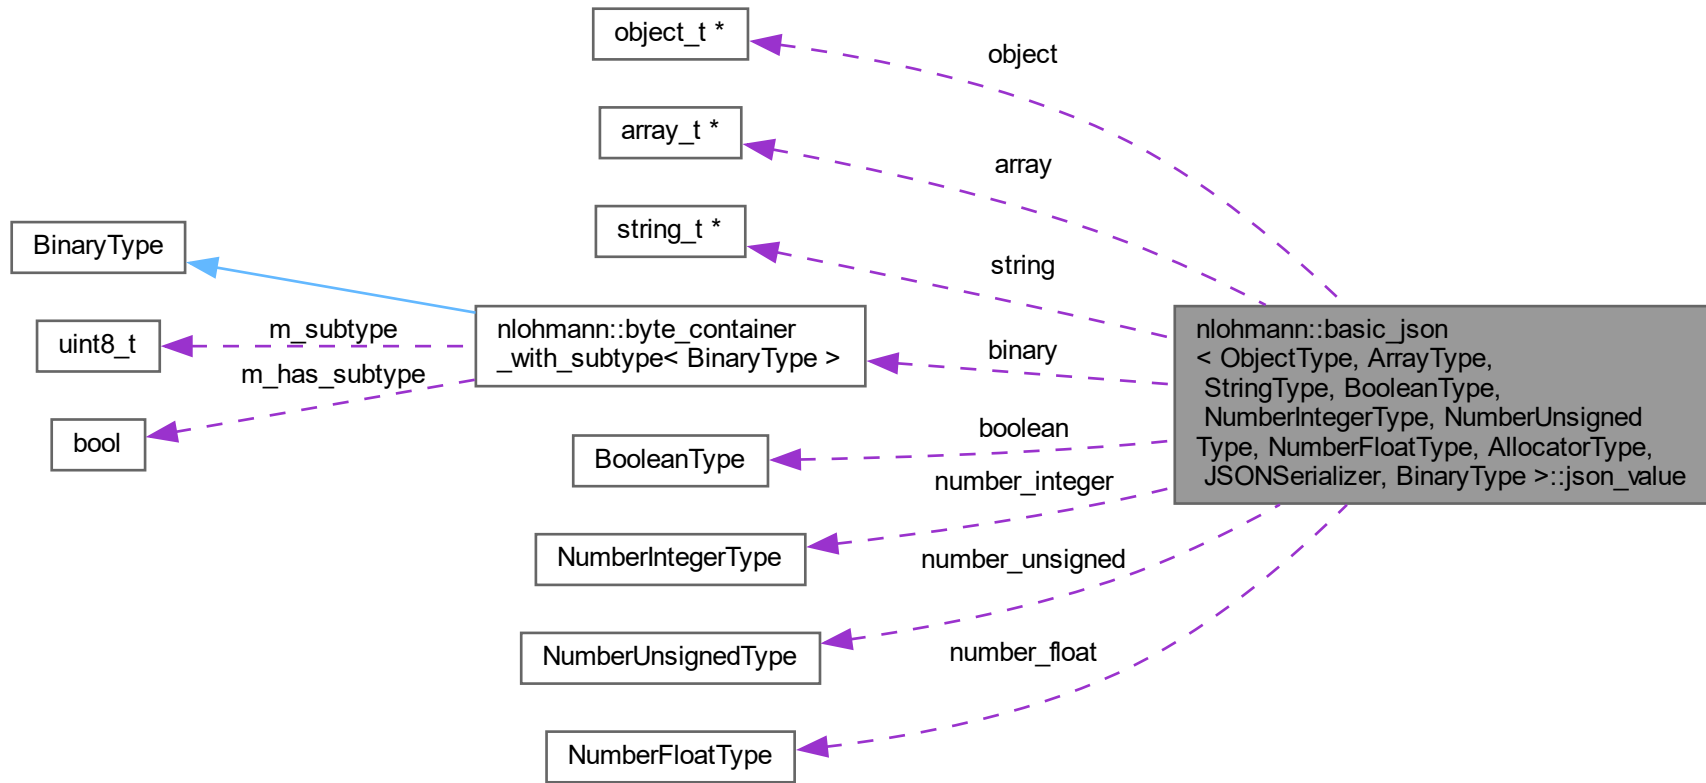 object_t *
object
array_t *
array
string_t *
string
BinaryType
uint8_t
m_subtype
m_has_subtype
bool
nlohmann::byte_container
_with_subtype< BinaryType >
binary
BooleanType
boolean
NumberIntegerType
number_integer
NumberUnsignedType
number_unsigned
NumberFloatType
number_float
nlohmann::basic_json
< ObjectType, ArrayType,
StringType, BooleanType,
NumberIntegerType, NumberUnsigned
Type, NumberFloatType, AllocatorType,
JSONSerializer, BinaryType >::json_value